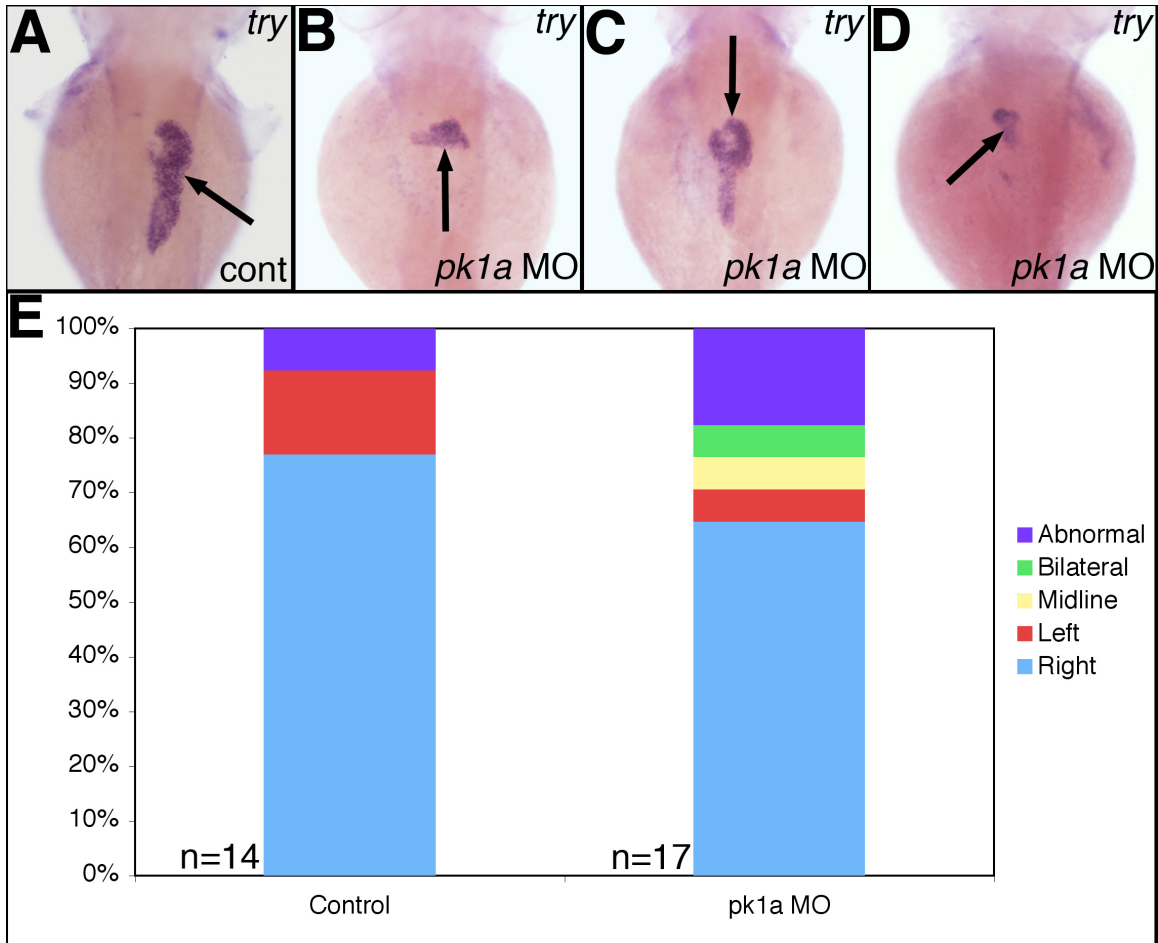 A try
cont
B try
pk1a MO
C try
pk1a MO
D try
pk1a MO
E
100%
90%
80%
70%
60%
50%
40%
30%
20%
10%
0%
n=14
n=17
Control
pk1a MO
Abnormal
Bilateral
Midline
Left
Right